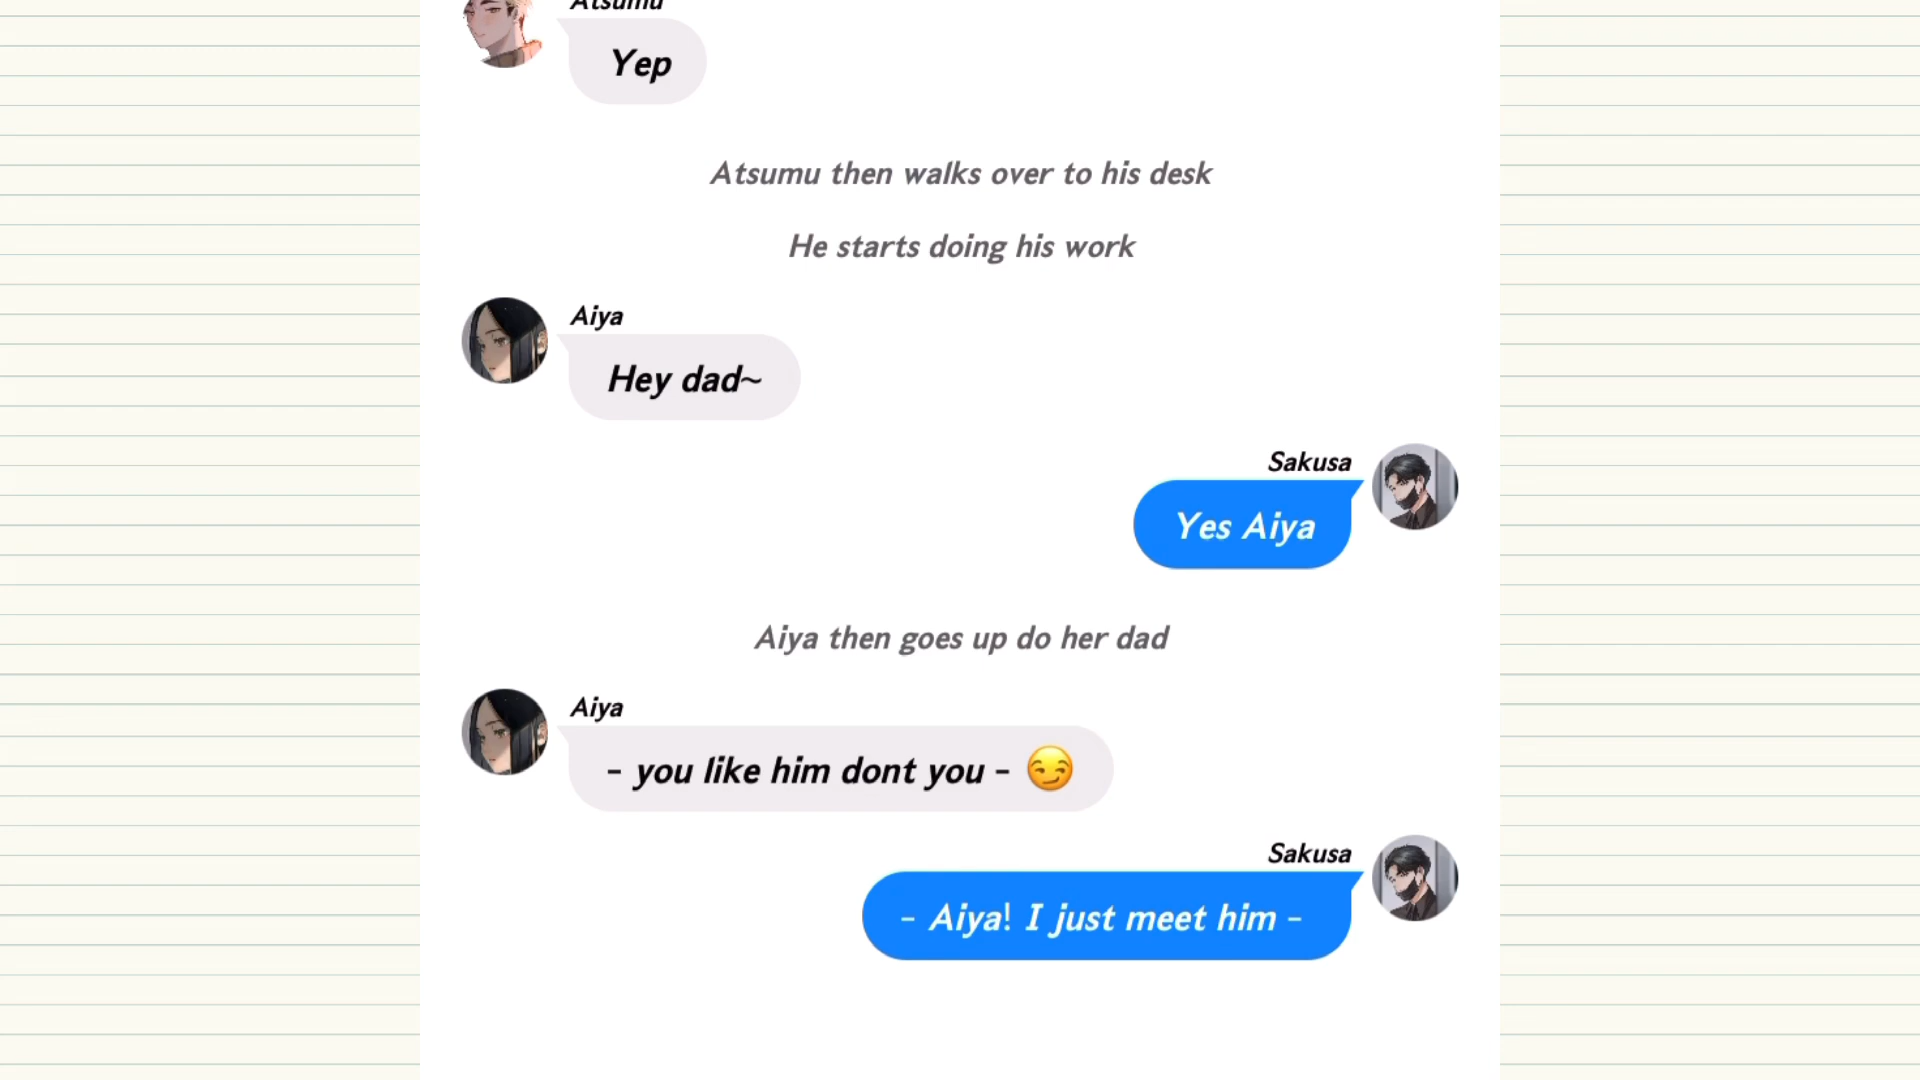 Atsumu
Yep
Atsumu then walks over to his desk
He starts doing his work
Aiya
Hey dad~
Sakusa
Yes Aiya
Aiya then goes up do her dad
Aiya
- you like him dont you - 😏
Sakusa
- Aiya! I just meet him -